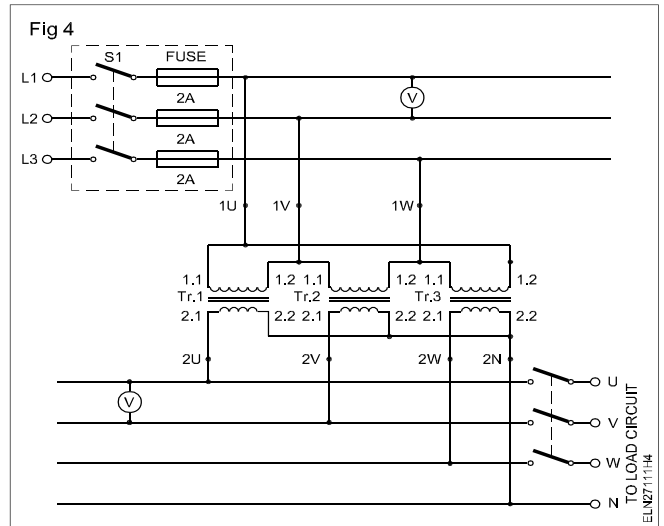 Fig 4
S1 FUSE
L1
2A
V
L2
2A
L3
2A
1U 1V 1W
1.1 1.2 1.1 1.2 1.1 1.2
Tr.1 Tr.2 Tr.3
2.1 2.2 2.1 2.2 2.1 2.2
2U 2V 2W 2N
U
V
V
W
N
TO LOAD CIRCUIT
ELN27111H4